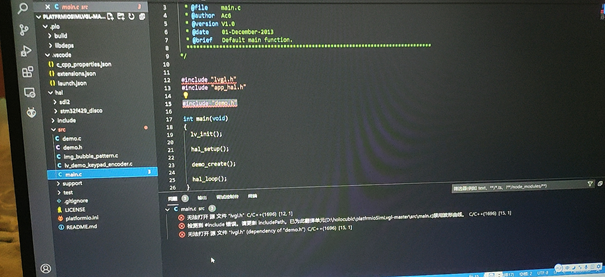 main.c
PLATFRMIOSIMLVGL-MA...
.pio
build
libdeps
.vscode
c_cpp_properties.json
extensions.json
launch.json
hal
sdl2
stm32f429_disco
include
src
demo.c
demo.h
img_bubble_pattern.c
lv_demo_keypad_encoder.c
main.c
support
test
.gitignore
LICENSE
platformio.ini
README.md
3 * @file main.c
4 * @author Ac6
5 * @version V1.0
6 * @date 01-December-2013
7 * @brief Default main function.
8
9 */
10
11
12 #include "lvgl.h"
13 #include "app_hal.h"
14
15 #include "demo.h"
16
17 int main(void)
18 {
19 lv_init();
20
21 hal_setup();
22
23 demo_create();
24
25 hal_loop();
26 }
问题 输出 调试控制台 终端
main.c src
无法打开 源 文件 "lvgl.h" C/C++(1696) [12, 1]
检测到 #include 错误。请更新 includePath。已为此翻译单元(D:\holocubic\platfrmioSimLvgl-master\src\main.c)禁用波形曲线。 C/C++(1696) [15, 1]
无法打开 源 文件 "lvgl.h" (dependency of "demo.h") C/C++(1696) [15, 1]